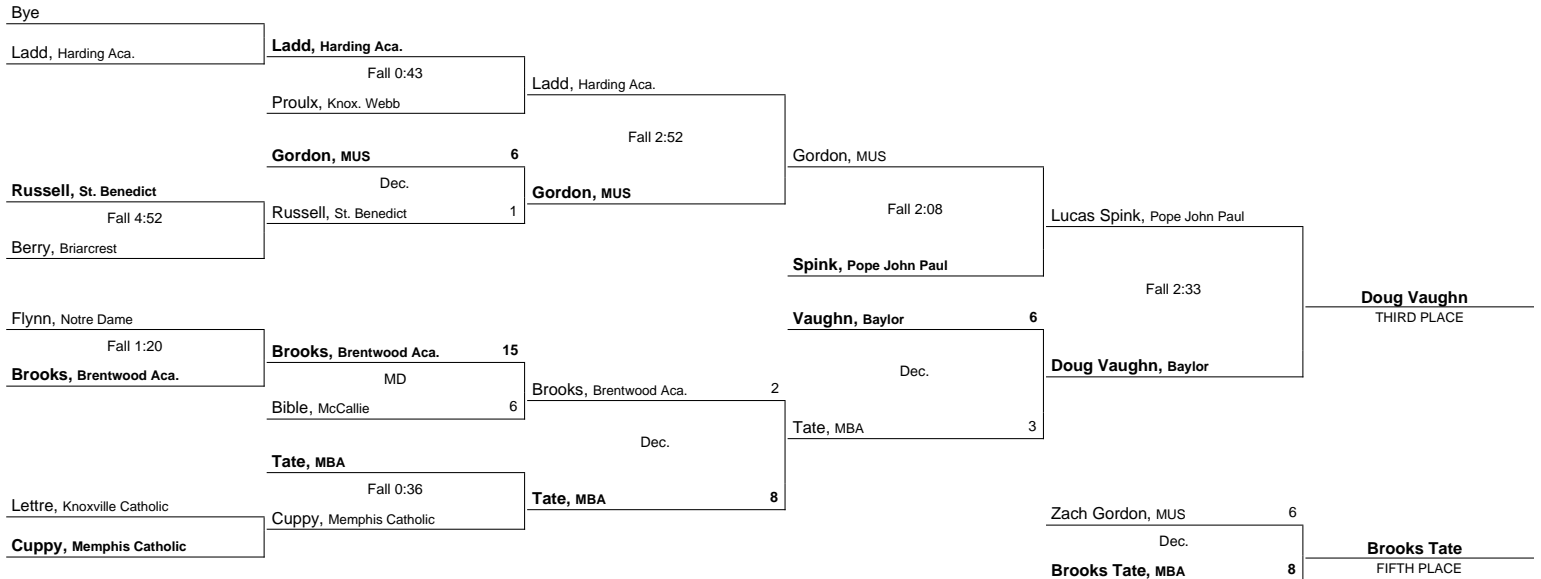 Bye
Ladd, Harding Aca.
Russell, St. Benedict
Fall 4:52
Berry, Briarcrest
Flynn, Notre Dame
Fall 1:20
Brooks, Brentwood Aca.
Lettre, Knoxville Catholic
Cuppy, Memphis Catholic
Ladd, Harding Aca.
Fall 0:43
Proulx, Knox. Webb
Gordon, MUS 6
Dec.
Russell, St. Benedict 1
Brooks, Brentwood Aca. 15
MD
Bible, McCallie 6
Tate, MBA
Fall 0:36
Cuppy, Memphis Catholic
Ladd, Harding Aca.
Fall 2:52
Gordon, MUS
Brooks, Brentwood Aca. 2
Dec.
Tate, MBA 8
Gordon, MUS
Fall 2:08
Spink, Pope John Paul
Vaughn, Baylor 6
Dec.
Tate, MBA 3
Lucas Spink, Pope John Paul
Fall 2:33
Doug Vaughn, Baylor
Doug Vaughn
THIRD PLACE
Zach Gordon, MUS 6
Dec.
Brooks Tate, MBA 8
Brooks Tate
FIFTH PLACE